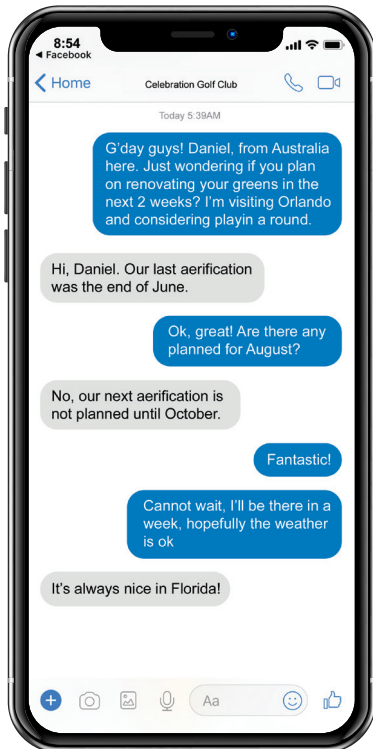 8:54
Facebook
Home
Celebration Golf Club
Today 5:39AM
G'day guys! Daniel, from Australia
here. Just wondering if you plan
on renovating your greens in the
next 2 weeks? I'm visiting Orlando
and considering playin a round.
Hi, Daniel. Our last aerification
was the end of June.
Ok, great! Are there any
planned for August?
No, our next aerification is
not planned until October.
Fantastic!
Cannot wait, I'll be there in a
week, hopefully the weather
is ok
It's always nice in Florida!
Aa